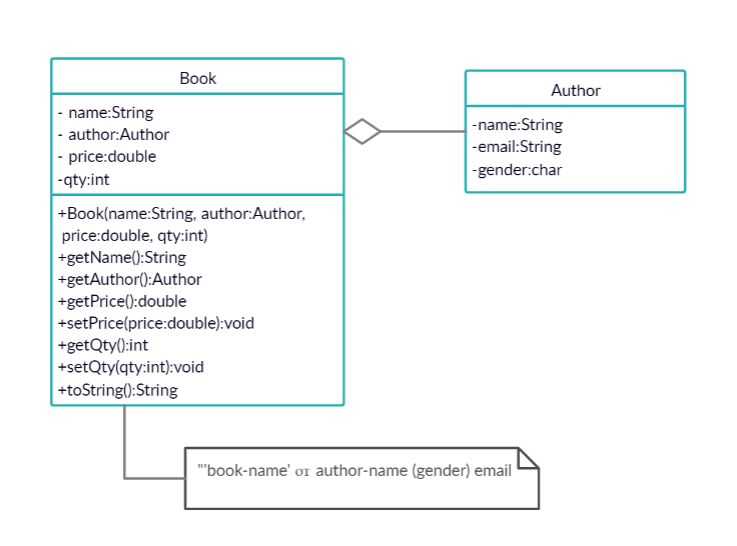 Book
- name:String
- author:Author
- price:double
-qty:int
+Book(name:String, author:Author,
price:double, qty:int)
+getName():String
+getAuthor():Author
+getPrice():double
+setPrice(price:double):void
+getQty():int
+setQty(qty:int):void
+toString():String
Author
-name:String
-email:String
-gender:char
"'book-name' от author-name (gender) email